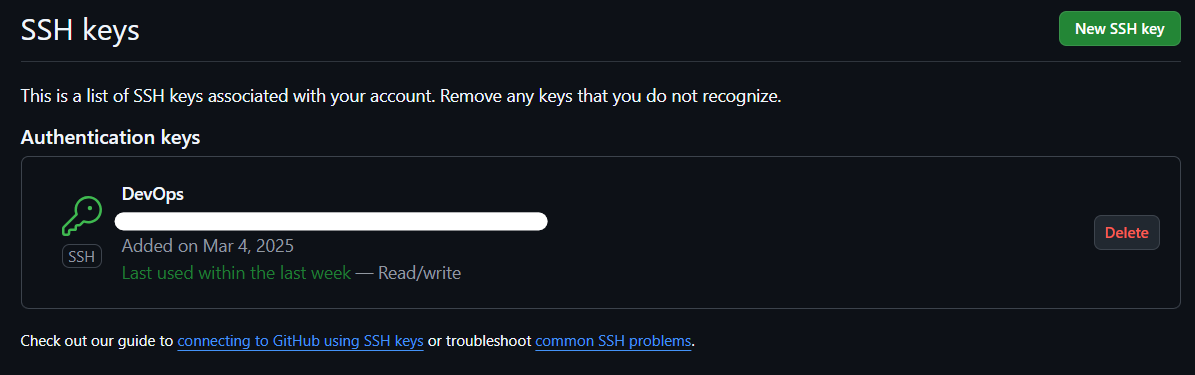 SSH keys
New SSH key
This is a list of SSH keys associated with your account. Remove any keys that you do not recognize.
Authentication keys
DevOps
SSH
Added on Mar 4, 2025
Last used within the last week — Read/write
Delete
Check out our guide to connecting to GitHub using SSH keys or troubleshoot common SSH problems.